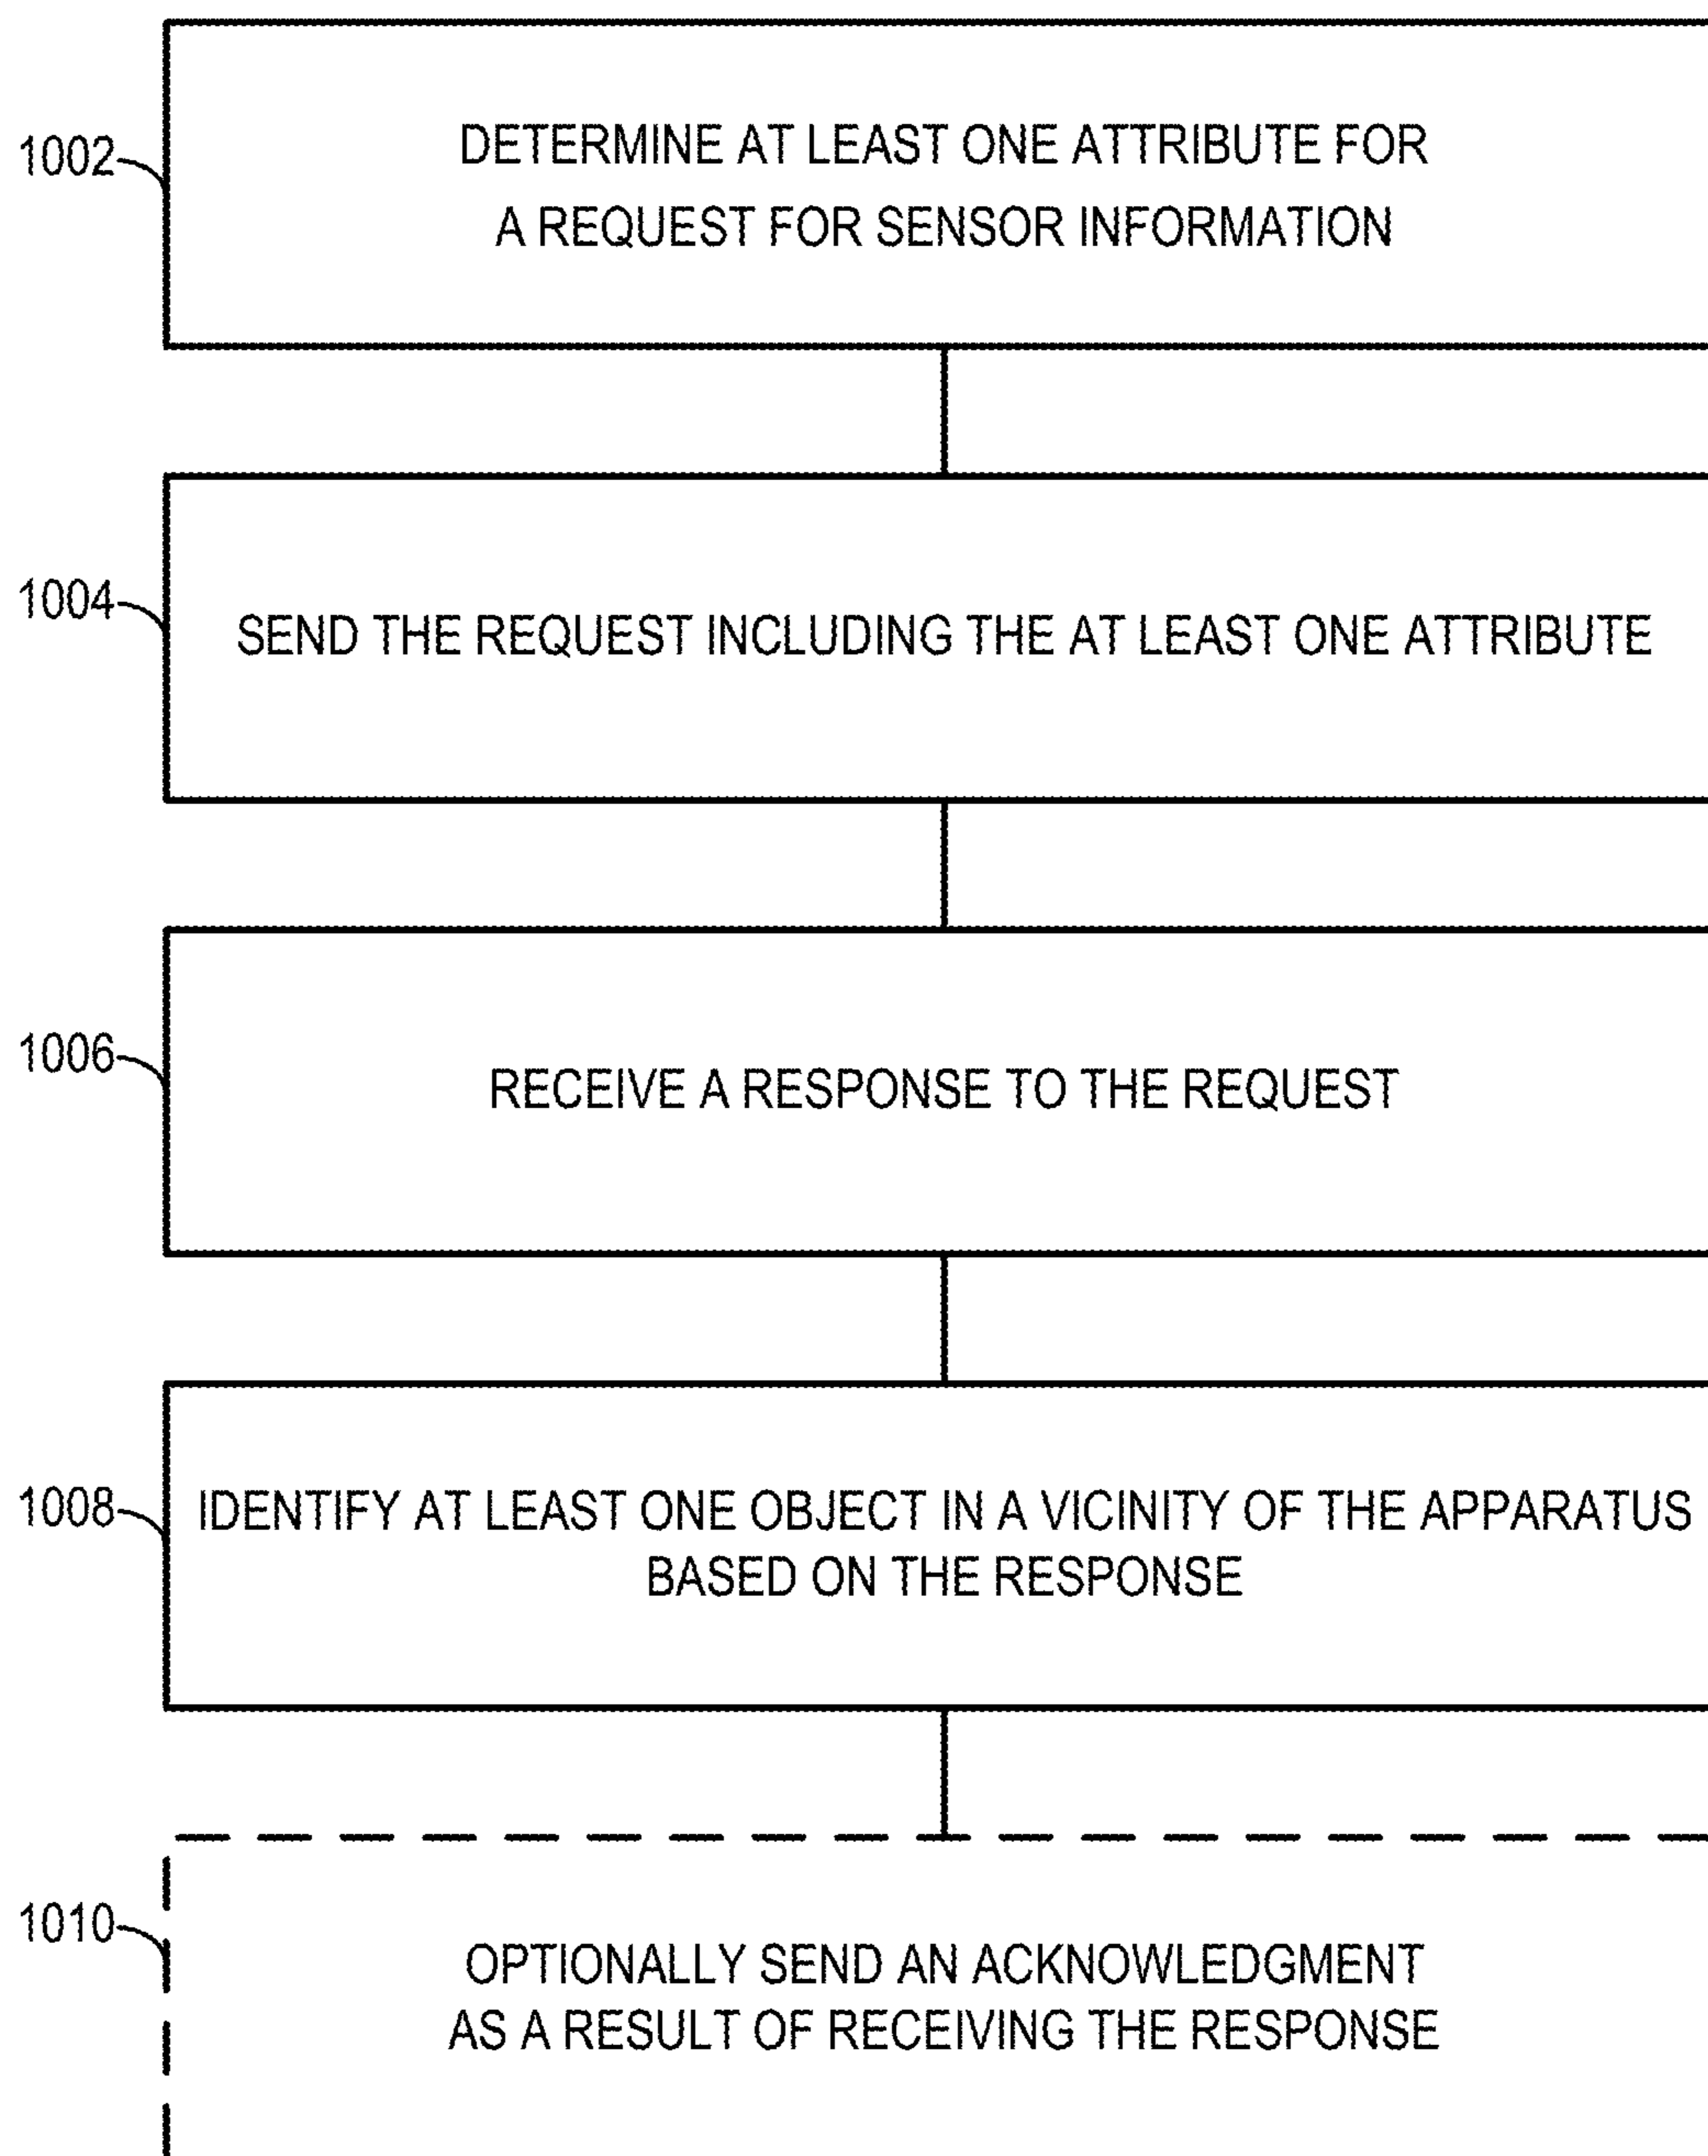 1002
DETERMINE AT LEAST ONE ATTRIBUTE FOR
A REQUEST FOR SENSOR INFORMATION
1004
SEND THE REQUEST INCLUDING THE AT LEAST ONE ATTRIBUTE
1006
RECEIVE A RESPONSE TO THE REQUEST
1008
IDENTIFY AT LEAST ONE OBJECT IN A VICINITY OF THE APPARATUS
BASED ON THE RESPONSE
1010
OPTIONALLY SEND AN ACKNOWLEDGMENT
AS A RESULT OF RECEIVING THE RESPONSE